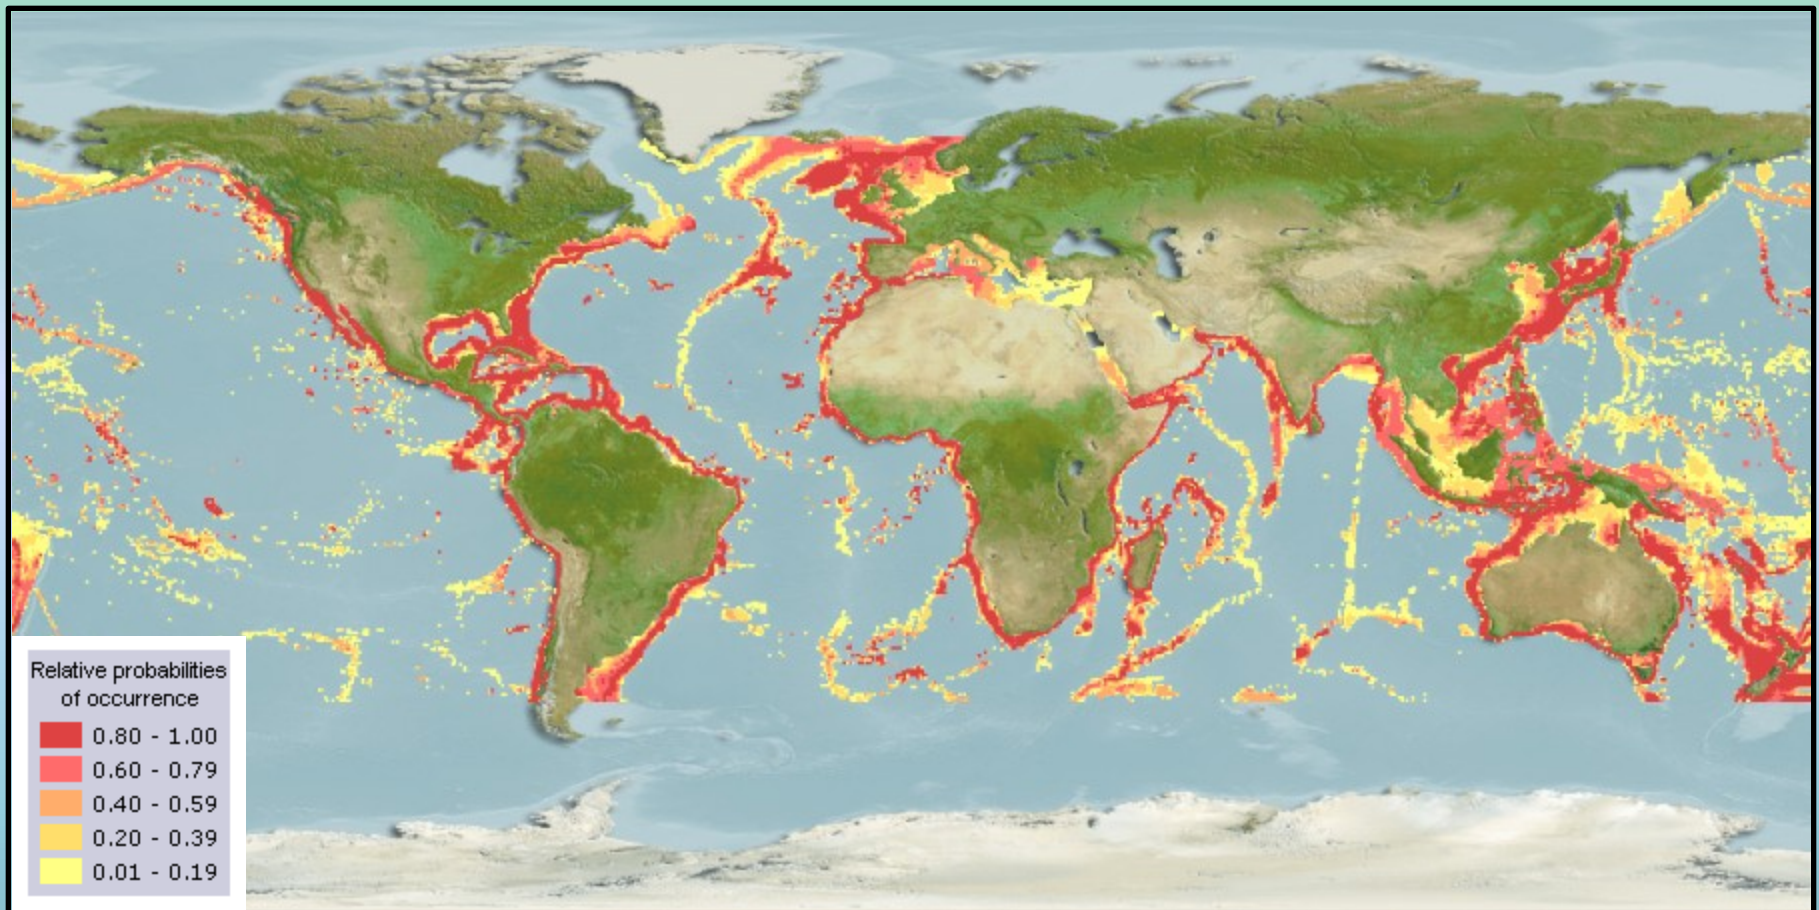 Relative probabilities
of occurrence
0.80 - 1.00
0.60 - 0.79
0.40 - 0.59
0.20 - 0.39
0.01 - 0.19